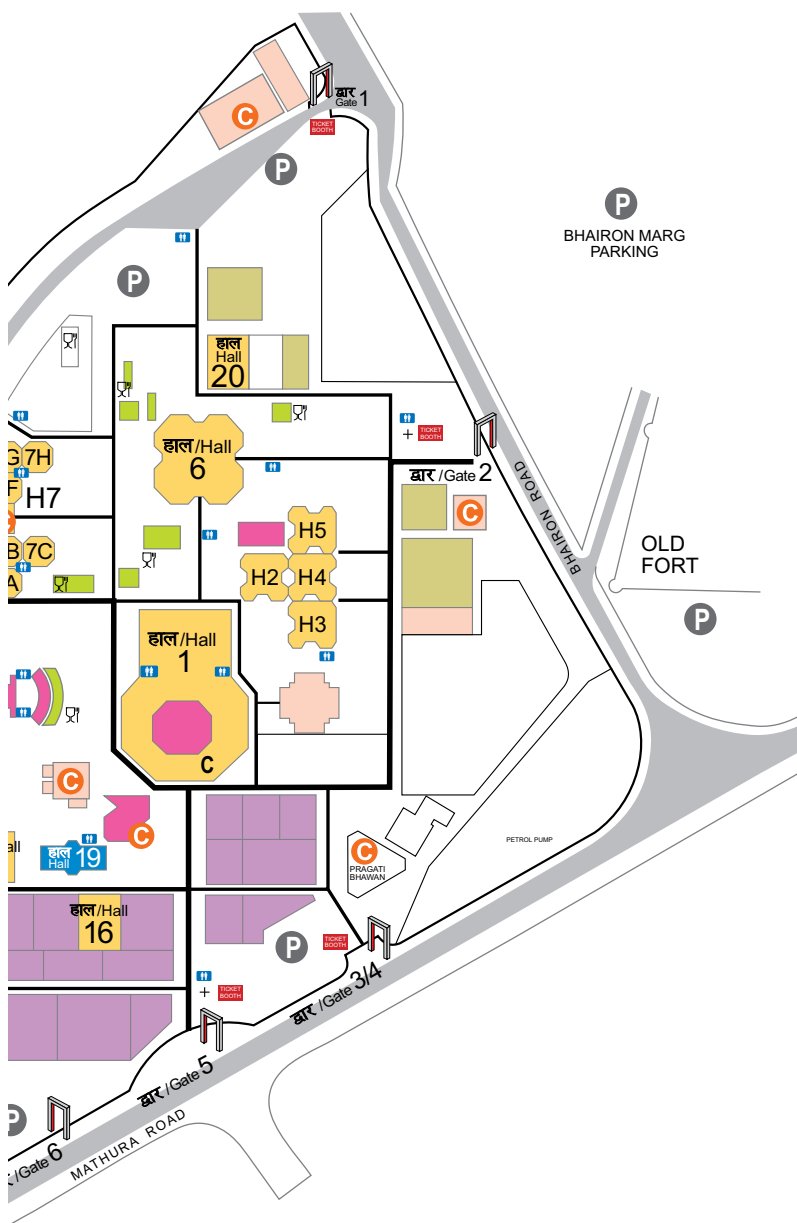 द्वार
Gate 1
C
TICKET
BOOTH
P
P
BHAIRON MARG
PARKING
P
हाल
Hall
20
TICKET
BOOTH
+
हाल/Hall
6
द्वार/Gate 2
G 7H
F
H7
B 7C
A
C
BHAIRON ROAD
H5
H2 H4
H3
OLD
FORT
P
हाल/Hall
1
C
C
C
हाल
Hall 19
all
C
PRAGATI
BHAWAN
PETROL PUMP
हाल/Hall
16
P
TICKET
BOOTH
द्वार/Gate 3/4
+
TICKET
BOOTH
द्वार/Gate 5
P
/Gate 6
MATHURA ROAD